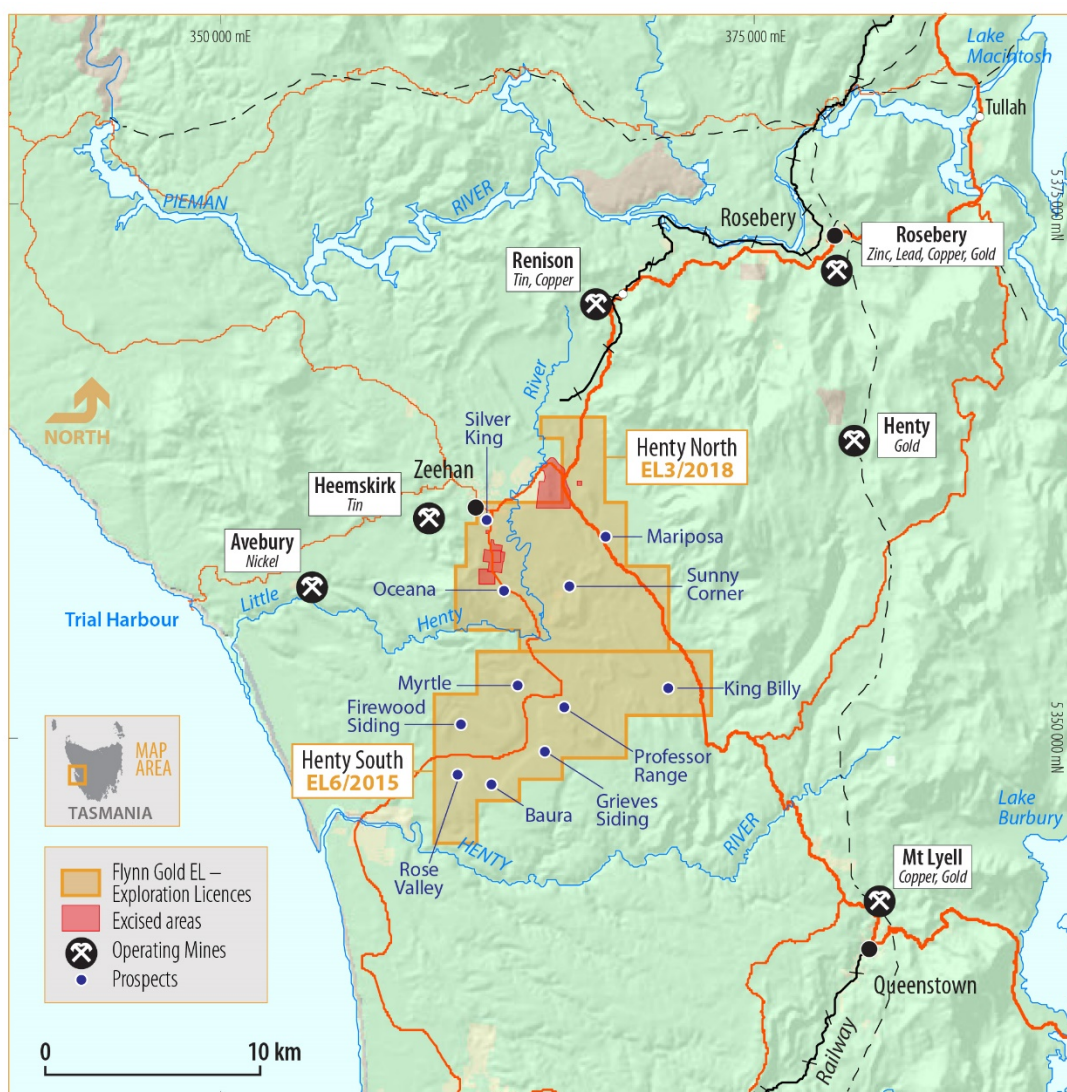 350 000 mE
375 000 mE
Lake
Macintosh
Tullah
5 375 000 mN
PIEMAN
RIVER
Rosebery
Rosebery
Zinc, Lead, Copper, Gold
Renison
Tin, Copper
River
NORTH
Silver
King
Henty North
EL3/2018
Henty
Gold
Zeehan
Heemskirk
Tin
Mariposa
Avebury
Nickel
Sunny
Corner
Oceana
Little
Henty
Trial Harbour
Myrtle
King Billy
Firewood
Siding
Professor
Range
5 350 000 mN
MAP
AREA
TASMANIA
Henty South
EL6/2015
Grieves
Siding
Baura
Rose
Valley
HENTY
RIVER
Lake
Burbury
Mt Lyell
Copper, Gold
Flynn Gold EL –
Exploration Licences
Excised areas
Operating Mines
Prospects
Queenstown
Railway
0
10 km